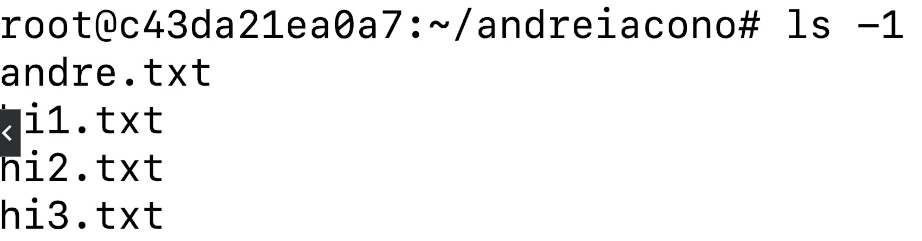 root@c43da21ea0a7:~/andreiacono# ls -1
andre.txt
hi1.txt
hi2.txt
hi3.txt